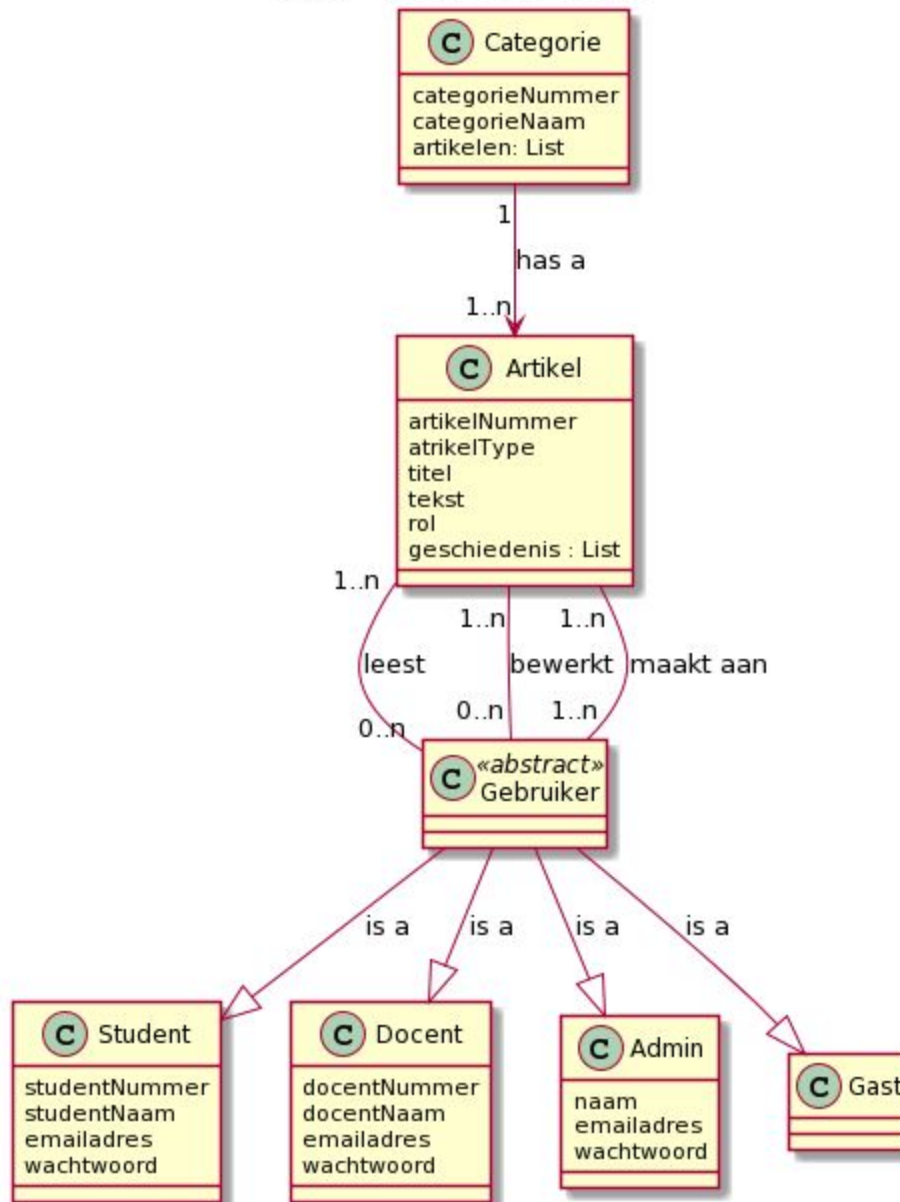 C Categorie
categorieNummer
categorieNaam
artikelen: List
1
has a
1..n
C Artikel
artikelNummer
atrikelType
titel
tekst
rol
geschiedenis : List
1..n
1..n
1..n
leest
bewerkt
maakt aan
0..n
0..n
1..n
C «abstract»
Gebruiker
is a
is a
is a
is a
C Student
studentNummer
studentNaam
emailadres
wachtwoord
C Docent
docentNummer
docentNaam
emailadres
wachtwoord
C Admin
naam
emailadres
wachtwoord
C Gast